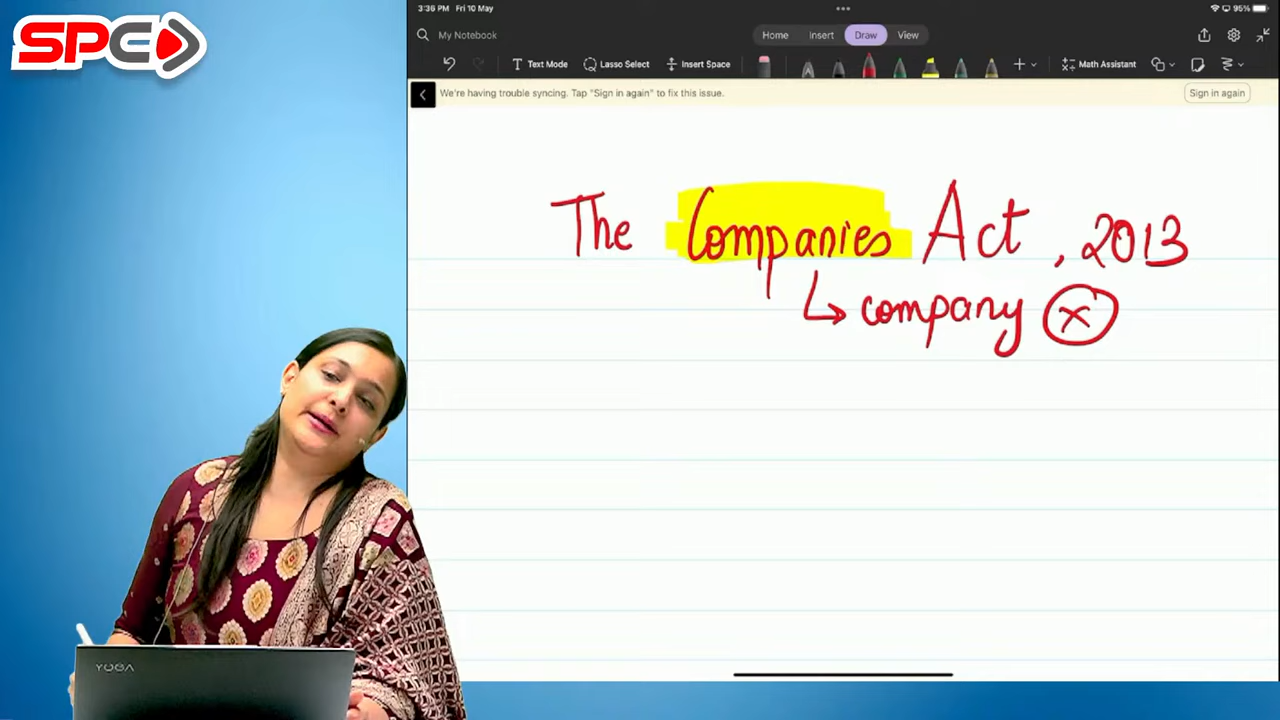 SPC
3:36 PM Fri 10 May
95%
My Notebook
Home Insert Draw View
Text Mode Lasso Select Insert Space Math Assistant
We're having trouble syncing. Tap "Sign in again" to fix this issue.
Sign in again
The Companies Act, 2013
company x
YOGA